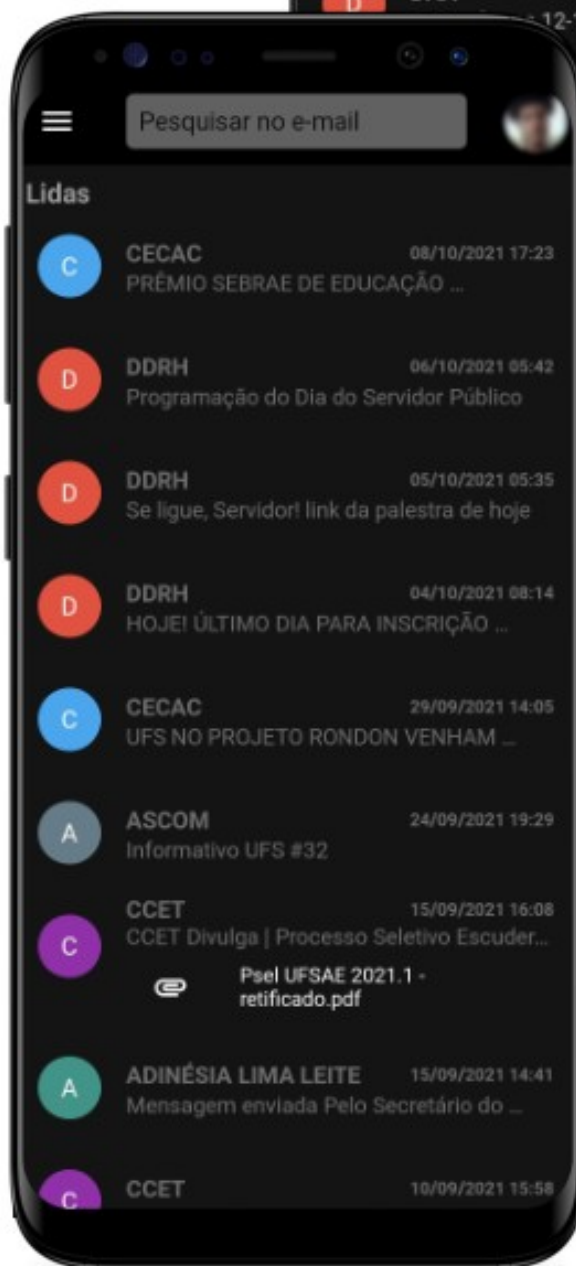 D
12-1
Pesquisar no e-mail
Lidas
C
CECAC 08/10/2021 17:23
PRÊMIO SEBRAE DE EDUCAÇÃO ...
D
DDRH 06/10/2021 05:42
Programação do Dia do Servidor Público
D
DDRH 05/10/2021 05:35
Se ligue, Servidor! link da palestra de hoje
D
DDRH 04/10/2021 08:14
HOJE! ÚLTIMO DIA PARA INSCRIÇÃO ...
C
CECAC 29/09/2021 14:05
UFS NO PROJETO RONDON VENHAM ...
A
ASCOM 24/09/2021 19:29
Informativo UFS #32
C
CCET 15/09/2021 16:08
CCET Divulga | Processo Seletivo Escuder...
Psel UFSAE 2021.1 -
retificado.pdf
A
ADINÉSIA LIMA LEITE 15/09/2021 14:41
Mensagem enviada Pelo Secretário do ...
C
CCET 10/09/2021 15:58